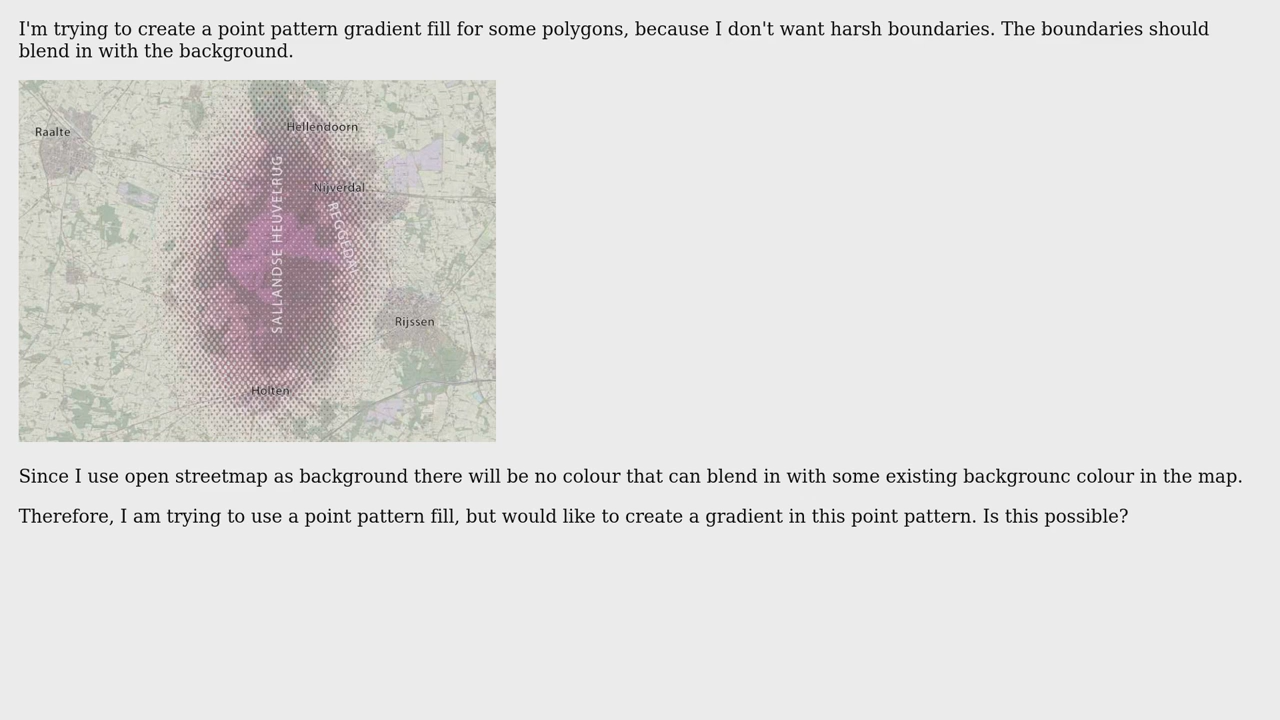 I'm trying to create a point pattern gradient fill for some polygons, because I don't want harsh boundaries. The boundaries should
blend in with the background.
Raalte
Hellendoorn
Nijverdal
SALLANDSE HEUVELRUG
REGGEDAL
Rijssen
Holten
Since I use open streetmap as background there will be no colour that can blend in with some existing backgrounc colour in the map.
Therefore, I am trying to use a point pattern fill, but would like to create a gradient in this point pattern. Is this possible?